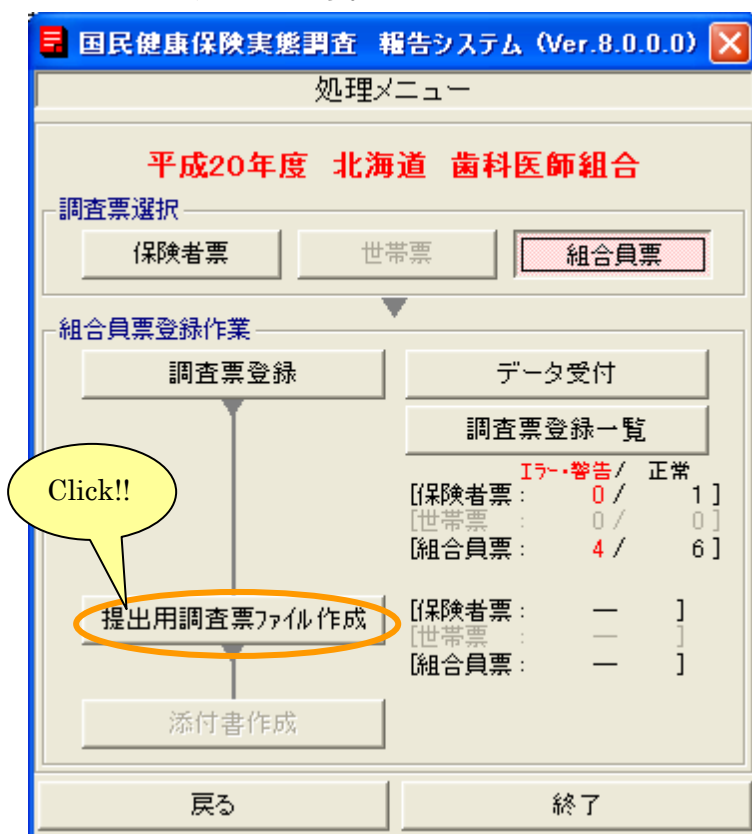 国民健康保険実態調査 報告システム (Ver.8.0.0.0)
処理メニュー
平成20年度 北海道 歯科医師組合
調査票選択
保険者票 世帯票 組合員票
組合員票登録作業
調査票登録 データ受付
調査票登録一覧
エラー・警告/ 正常
[保険者票: 0/ 1]
[世帯票 : 0/ 0]
[組合員票: 4/ 6]
Click!!
提出用調査票ファイル作成
[保険者票: ― ]
[世帯票 : ― ]
[組合員票: ― ]
添付書作成
戻る 終了